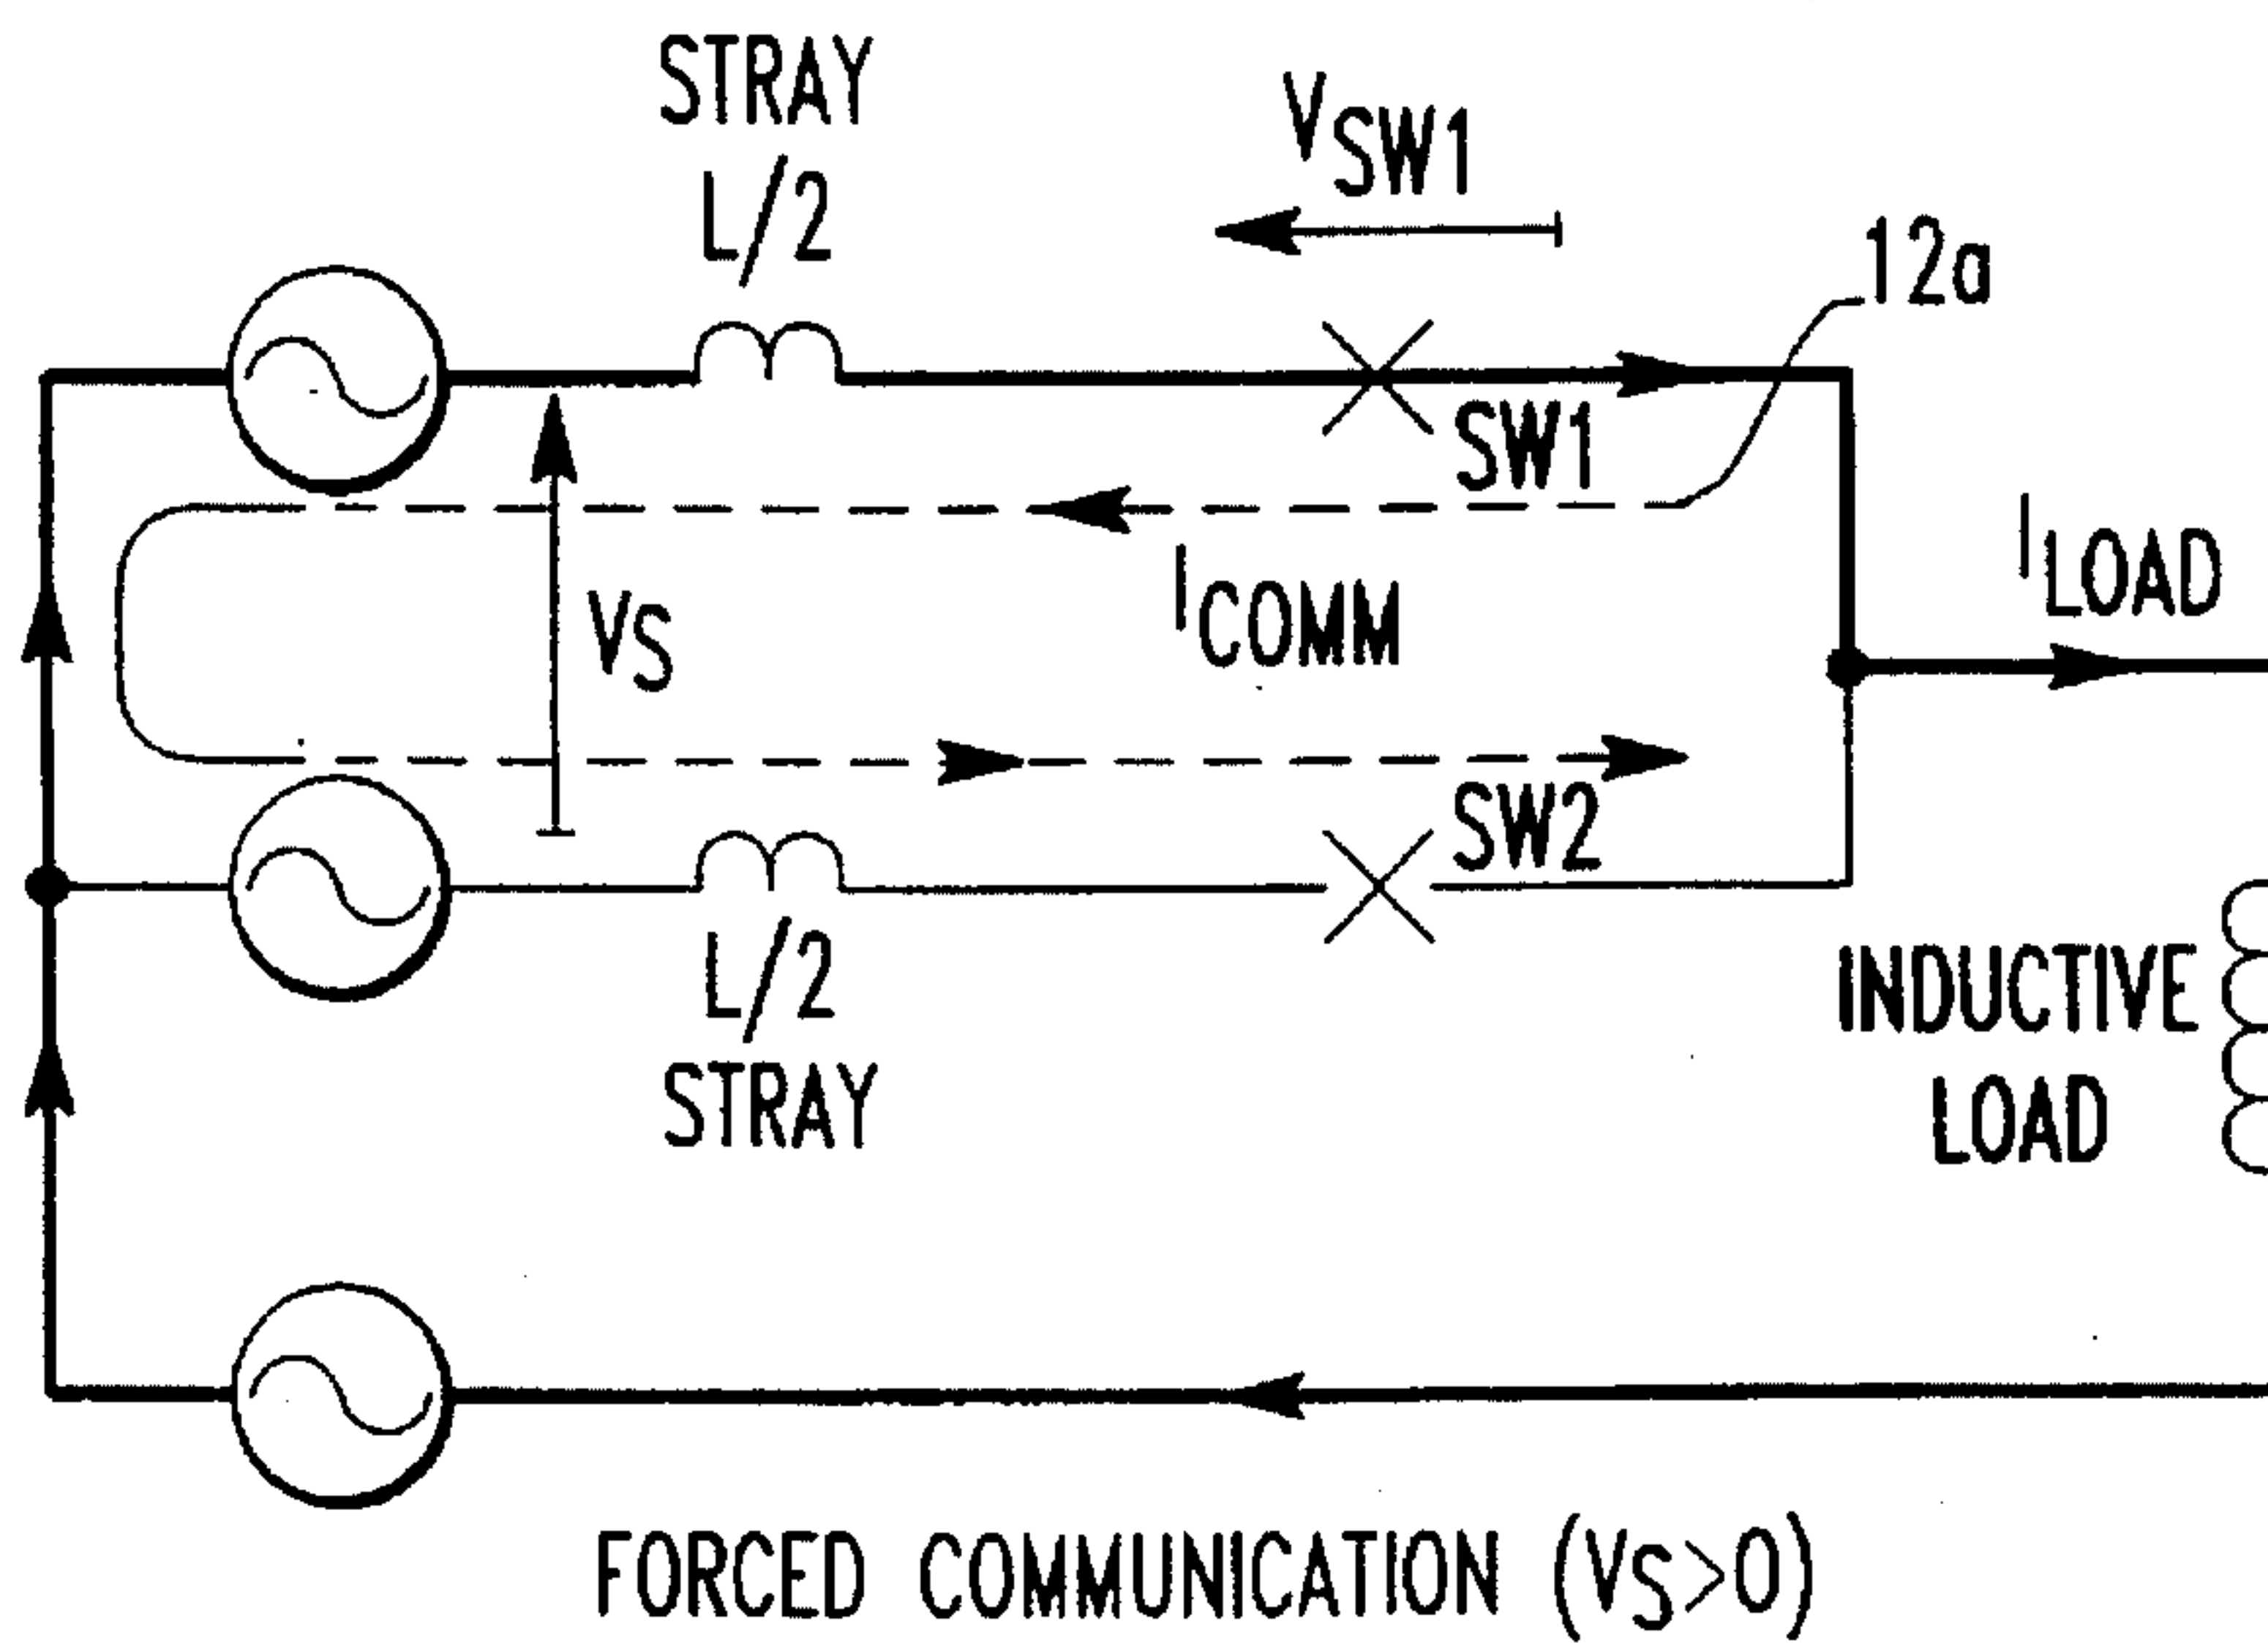 STRAY
L/2
VSW1
12a
SW1
ILOAD
ICOMM
VS
SW2
L/2
STRAY
INDUCTIVE
LOAD
FORCED COMMUNICATION (VS>0)